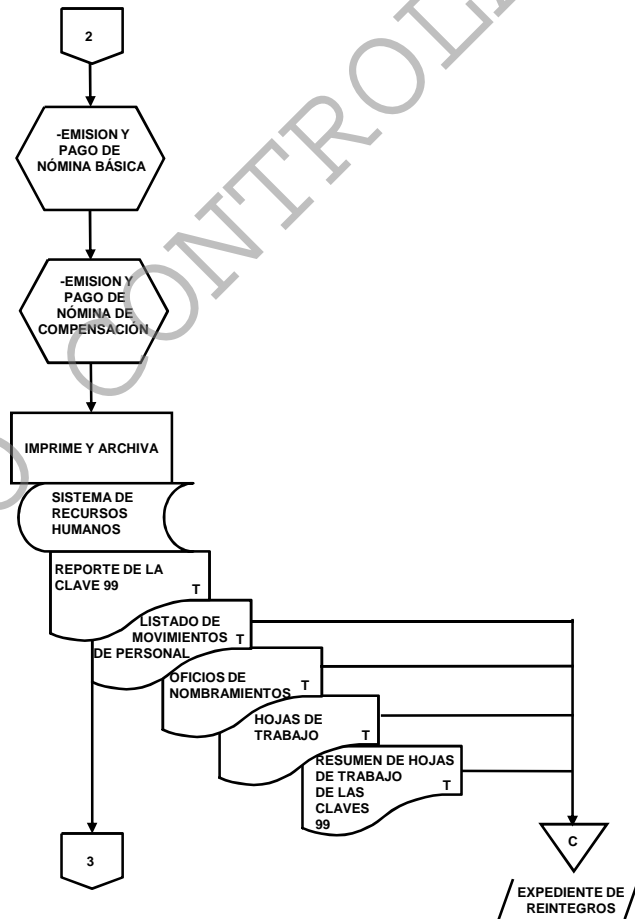 2
-EMISION Y
PAGO DE
NÓMINA BÁSICA
-EMISION Y
PAGO DE
NÓMINA DE
COMPENSACIÓN
IMPRIME Y ARCHIVA
SISTEMA DE
RECURSOS
HUMANOS
REPORTE DE LA
CLAVE 99
T
LISTADO DE
MOVIMIENTOS
DE PERSONAL
T
OFICIOS DE
NOMBRAMIENTOS
T
HOJAS DE
TRABAJO
T
RESUMEN DE HOJAS
DE TRABAJO
DE LAS
CLAVES
99
T
3
C
EXPEDIENTE DE
REINTEGROS
O CONTROL